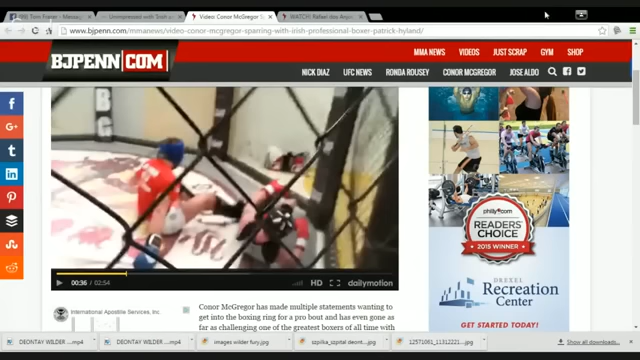 Video: Conor McGregor Sp
WATCH: Rafael dos Anjos
www.bjpenn.com/mmanews/video-conor-mcgregor-sparring-with-irish-professional-boxer-patrick-hyland/
MMA NEWS VIDEOS JUST SCRAP GYM SHOP
BJPENN.COM
NICK DIAZ UFC NEWS RONDA ROUSEY CONOR MCGREGOR JOSE ALDO
philly.com
READERS'
CHOICE
2015 WINNER
00:36 / 02:54
HD
dailymotion
DREXEL
Recreation
Center
GET STARTED TODAY!
International Apostille Services, Inc.
Conor McGregor has made multiple statements wanting to
get into the boxing ring for a pro bout and has even gone as
far as challenging one of the greatest boxers of all time with
DEONTAY WILDER ....mp4
DEONTAY WILDER ....mp4
images wilder fury.jpg
szpilka_szpital deont....jpg
12571061_11312221....jpg
Show all downloads...